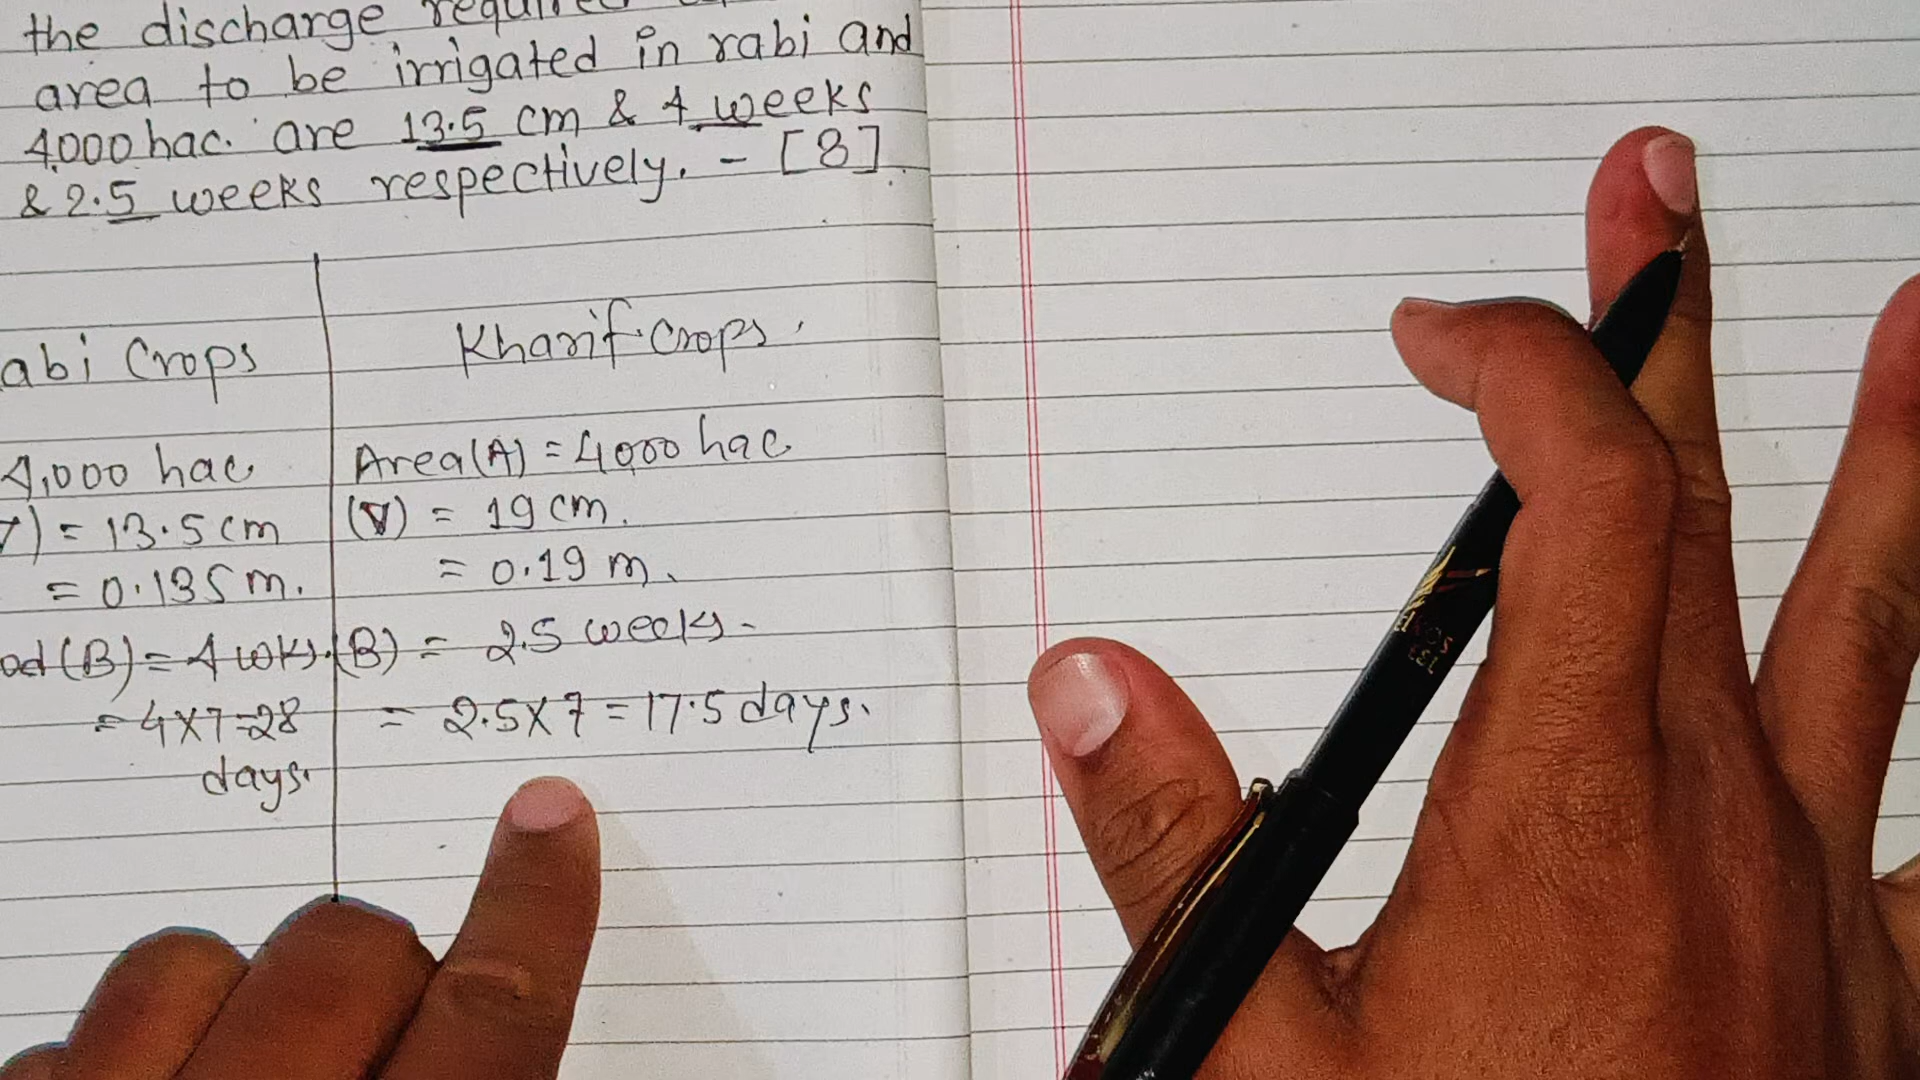 the discharge required
area to be irrigated in rabi and
4000 hac. are 13.5 cm & 4 weeks
& 2.5 weeks respectively. - [8]
abi Crops
Kharif Crops.
4,000 hac
Area(A) = 4000 hac
) = 13.5 cm
(V) = 19 cm.
= 0.135 m.
= 0.19 m.
od (B) = 4 wks.
(B) = 2.5 weeks.
= 4x7=28
days.
= 2.5x7=17.5 days.